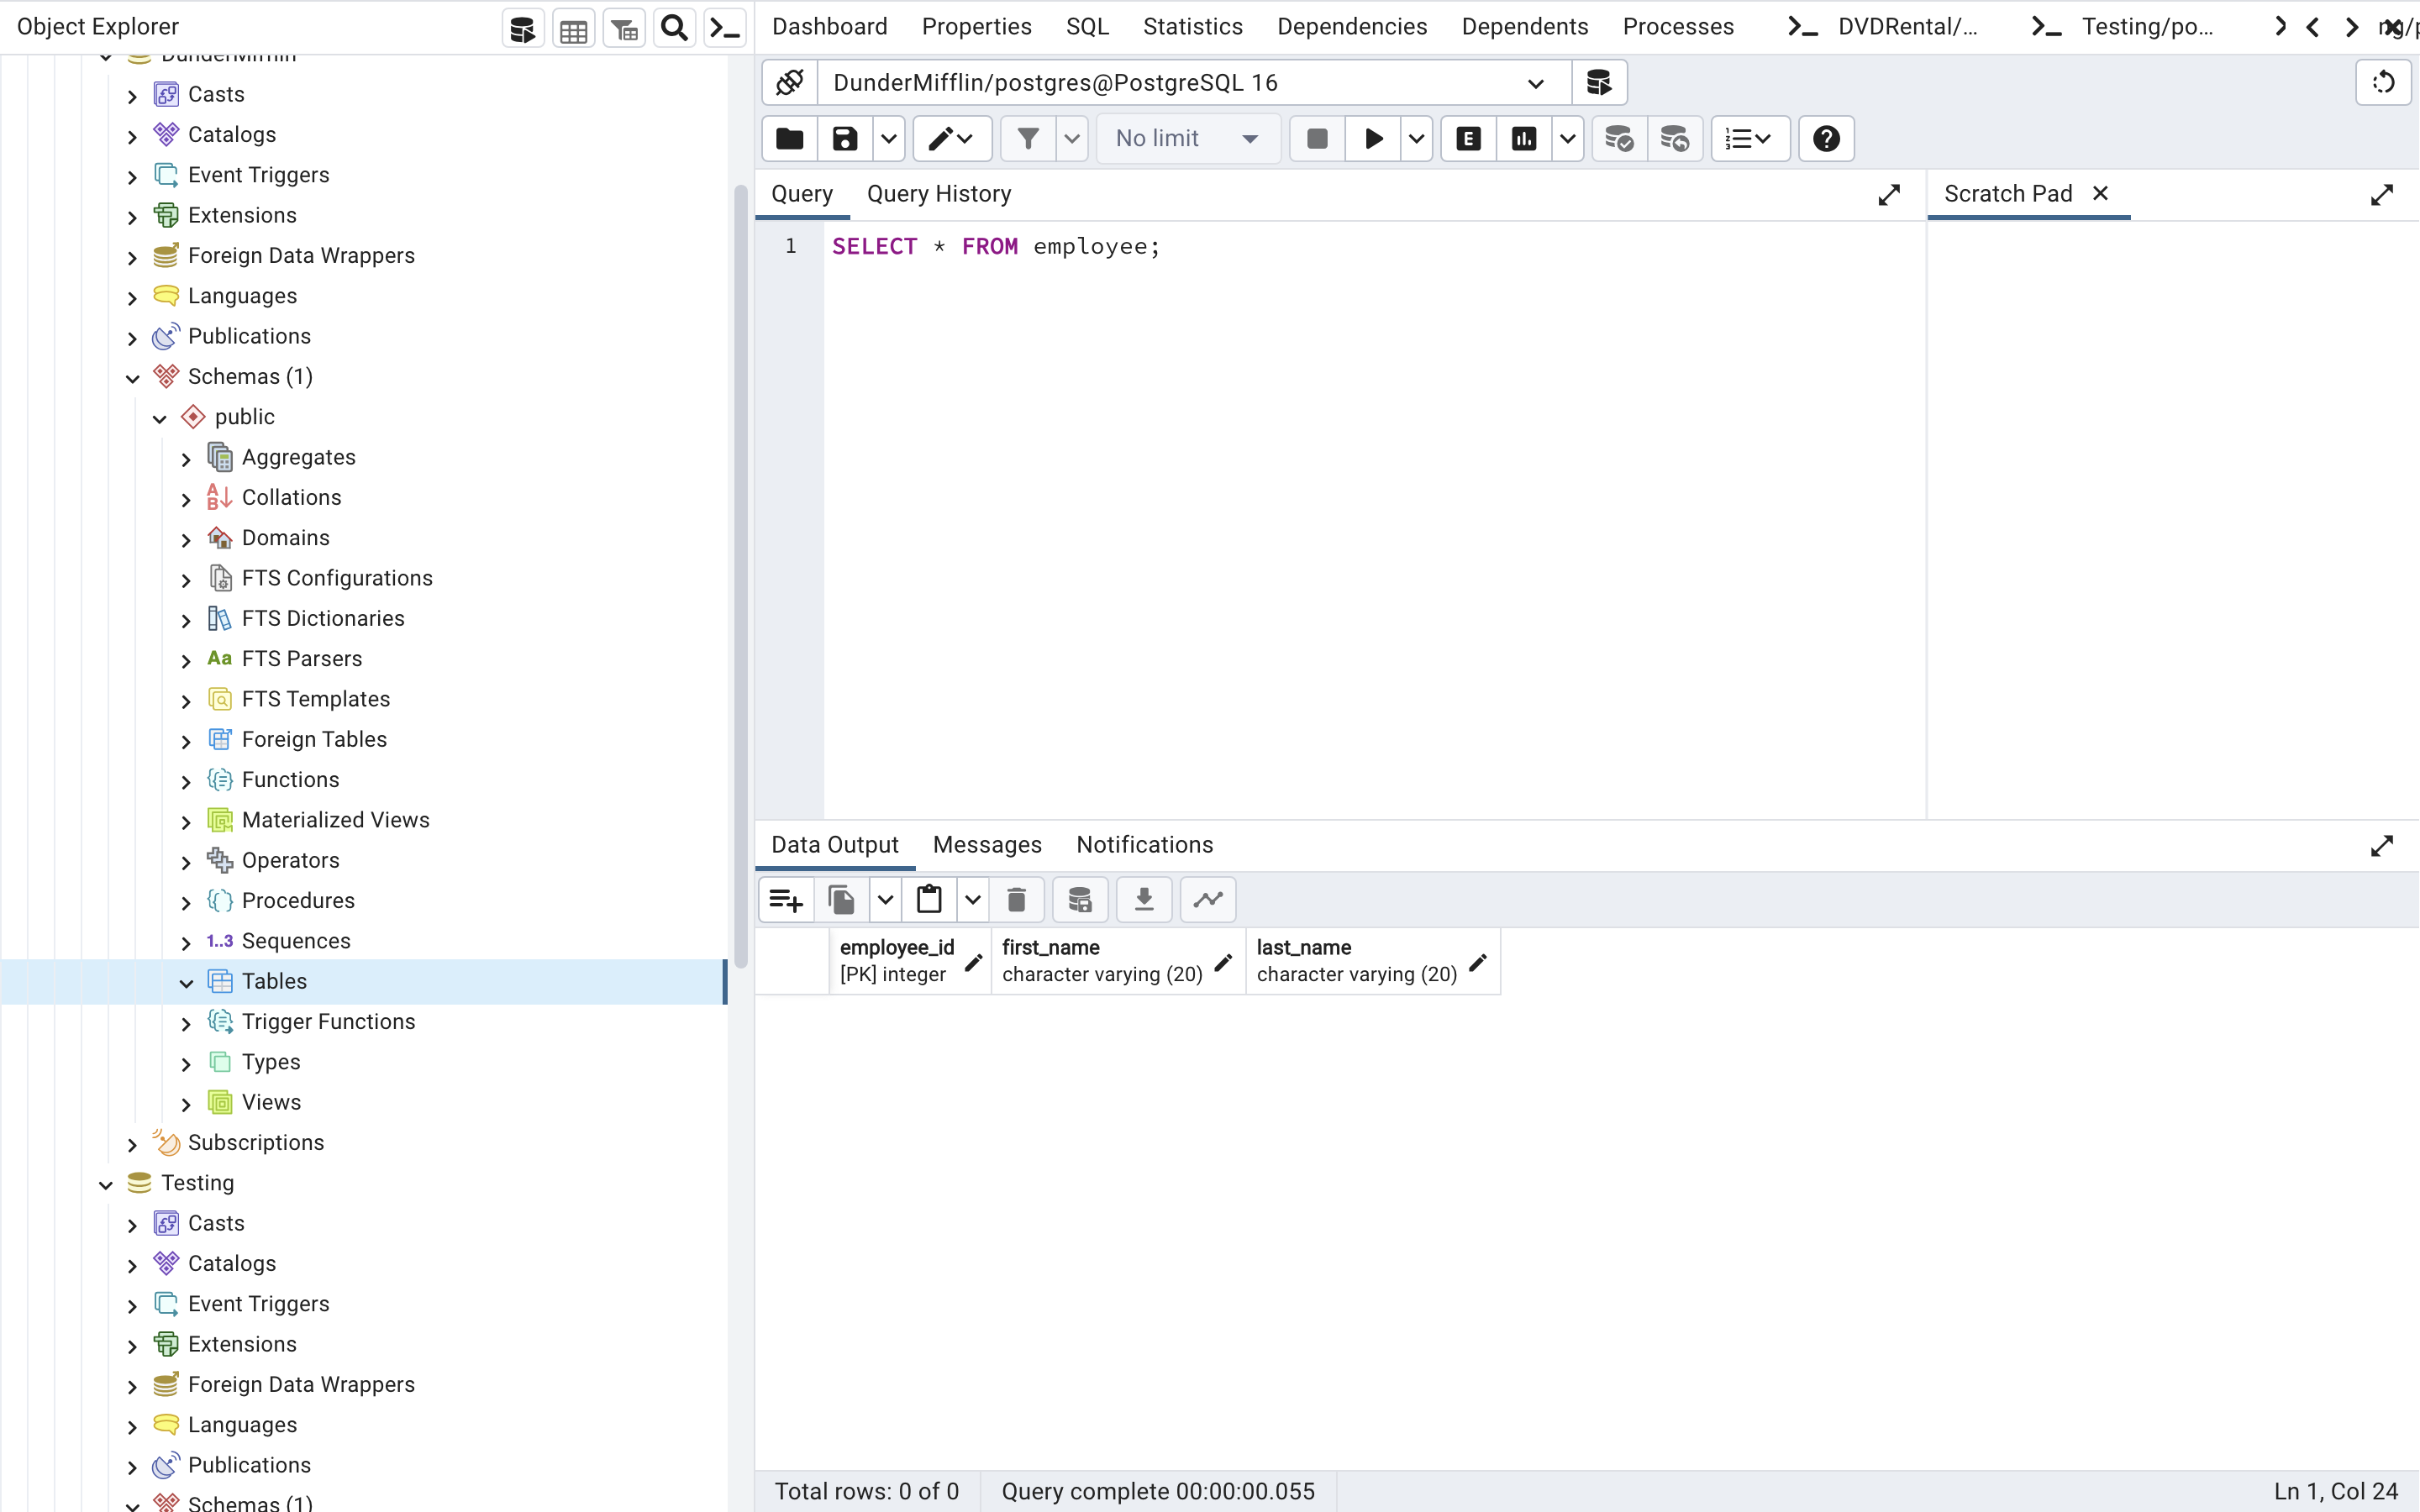 Object Explorer
DunderMifflin
Casts
Catalogs
Event Triggers
Extensions
Foreign Data Wrappers
Languages
Publications
Schemas (1)
public
Aggregates
Collations
Domains
FTS Configurations
FTS Dictionaries
Aa FTS Parsers
FTS Templates
Foreign Tables
Functions
Materialized Views
Operators
Procedures
1..3 Sequences
Tables
Trigger Functions
Types
Views
Subscriptions
Testing
Casts
Catalogs
Event Triggers
Extensions
Foreign Data Wrappers
Languages
Publications
Schemas (1)
Dashboard Properties SQL Statistics Dependencies Dependents Processes DVDRental/... Testing/po...
DunderMifflin/postgres@PostgreSQL 16
No limit E
Query Query History Scratch Pad
1 SELECT * FROM employee;
Data Output Messages Notifications
employee_id first_name last_name
[PK] integer character varying (20) character varying (20)
Total rows: 0 of 0 Query complete 00:00:00.055 Ln 1, Col 24